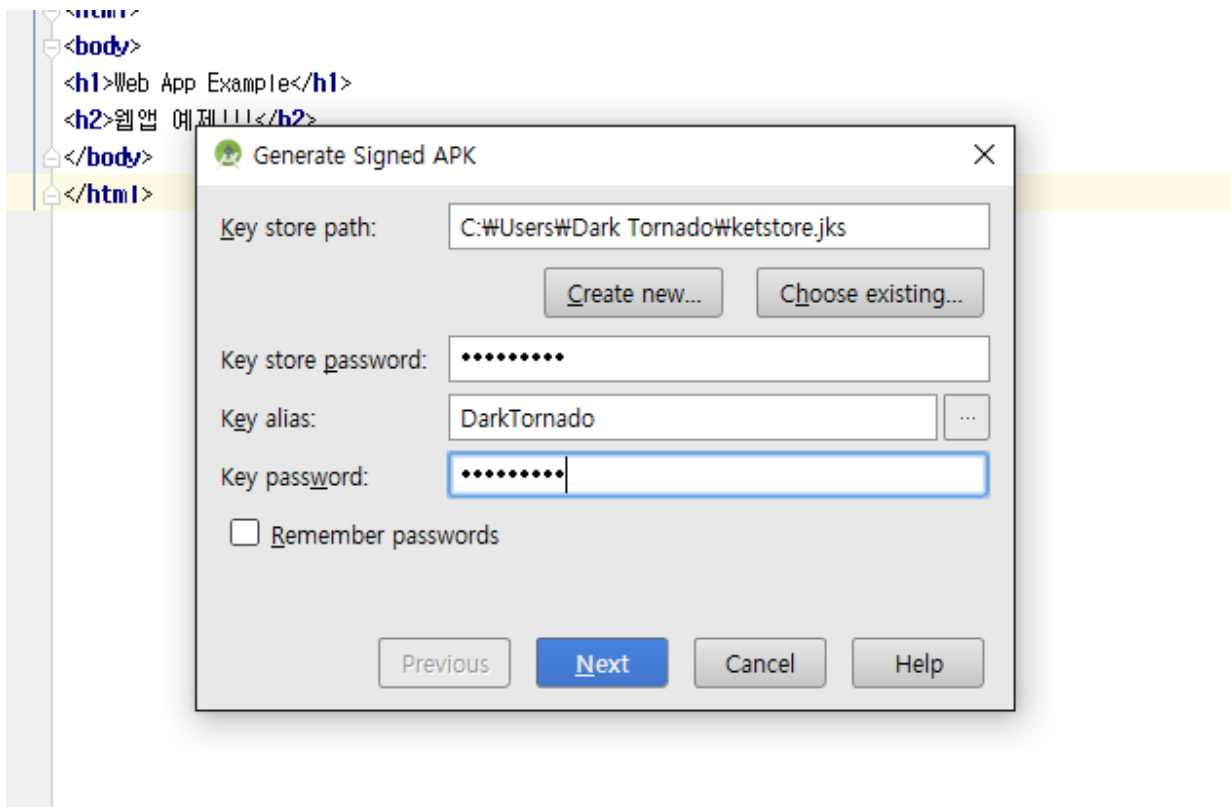 <body>
<h1>Web App Example</h1>
<h2>웹앱 예제!!!</h2>
</body>
</html>
Generate Signed APK
Key store path:
C:₩Users₩Dark Tornado₩ketstore.jks
Create new...
Choose existing...
Key store password:
•••••••••
Key alias:
DarkTornado
...
Key password:
•••••••••
Remember passwords
Previous
Next
Cancel
Help